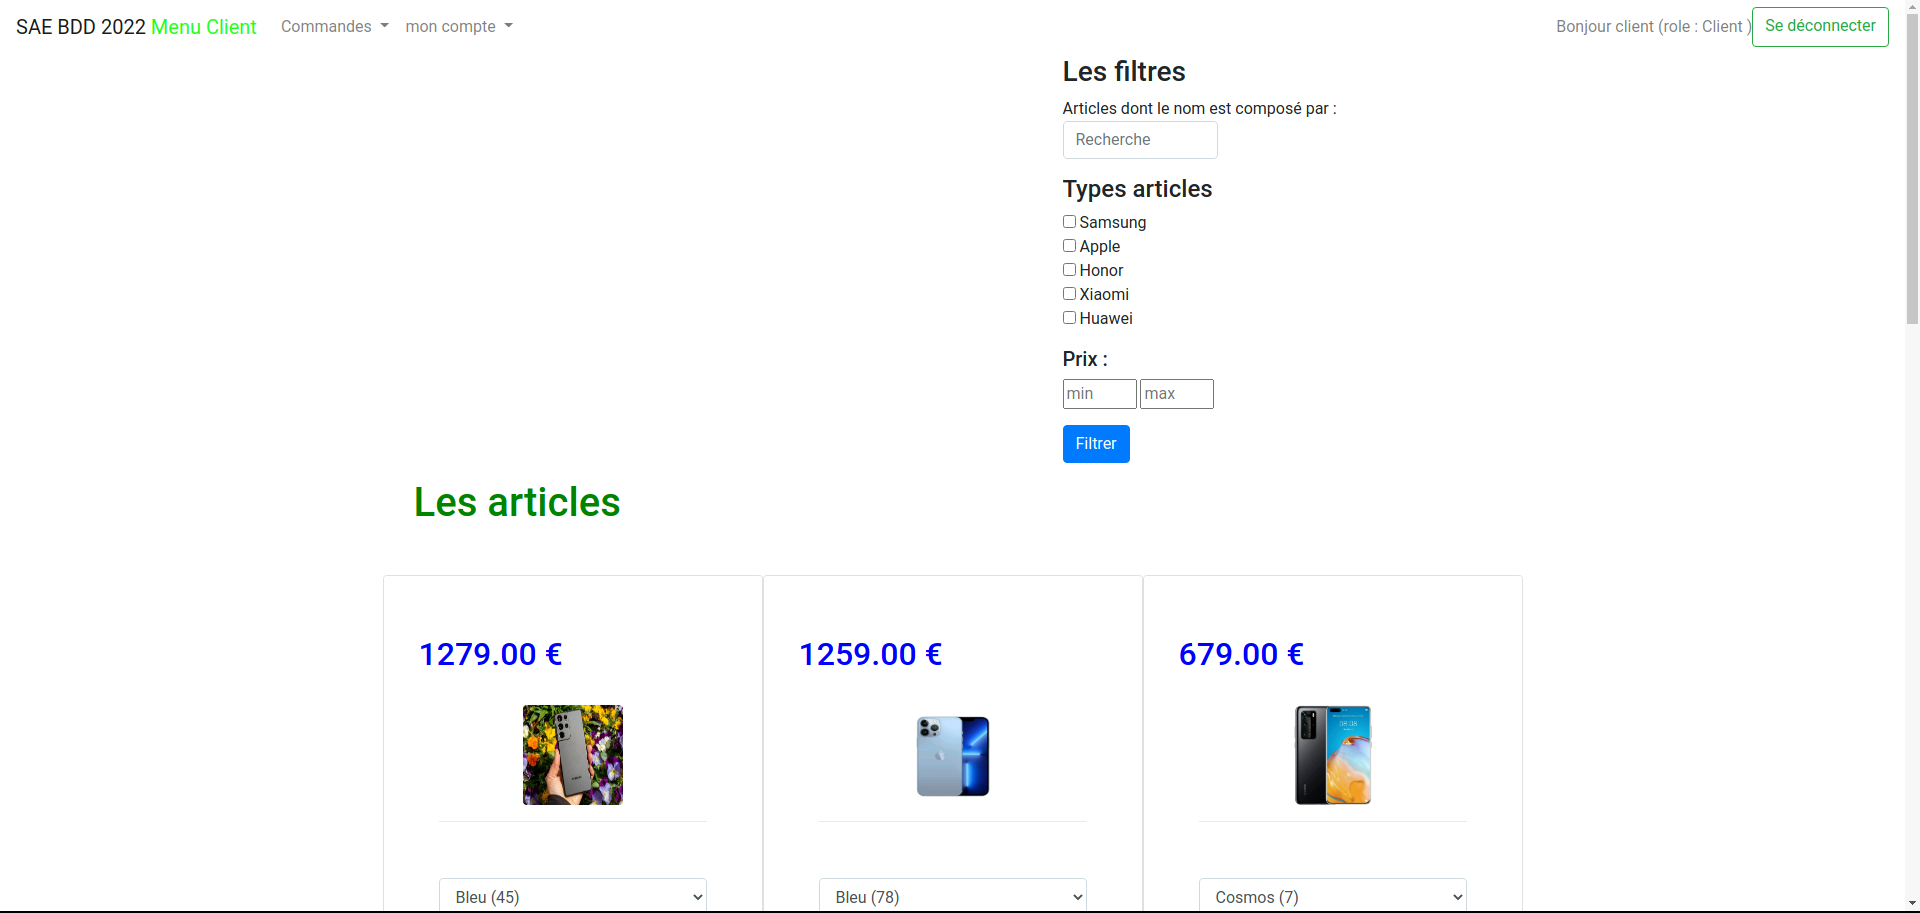 SAE BDD 2022 Menu Client Commandes mon compte Bonjour client (role : Client ) Se déconnecter
Les filtres
Articles dont le nom est composé par :
Recherche
Types articles
Samsung
Apple
Honor
Xiaomi
Huawei
Prix :
min max
Filtrer
Les articles
1279.00 € 1259.00 € 679.00 €
08:08
Bleu (45) Bleu (78) Cosmos (7)